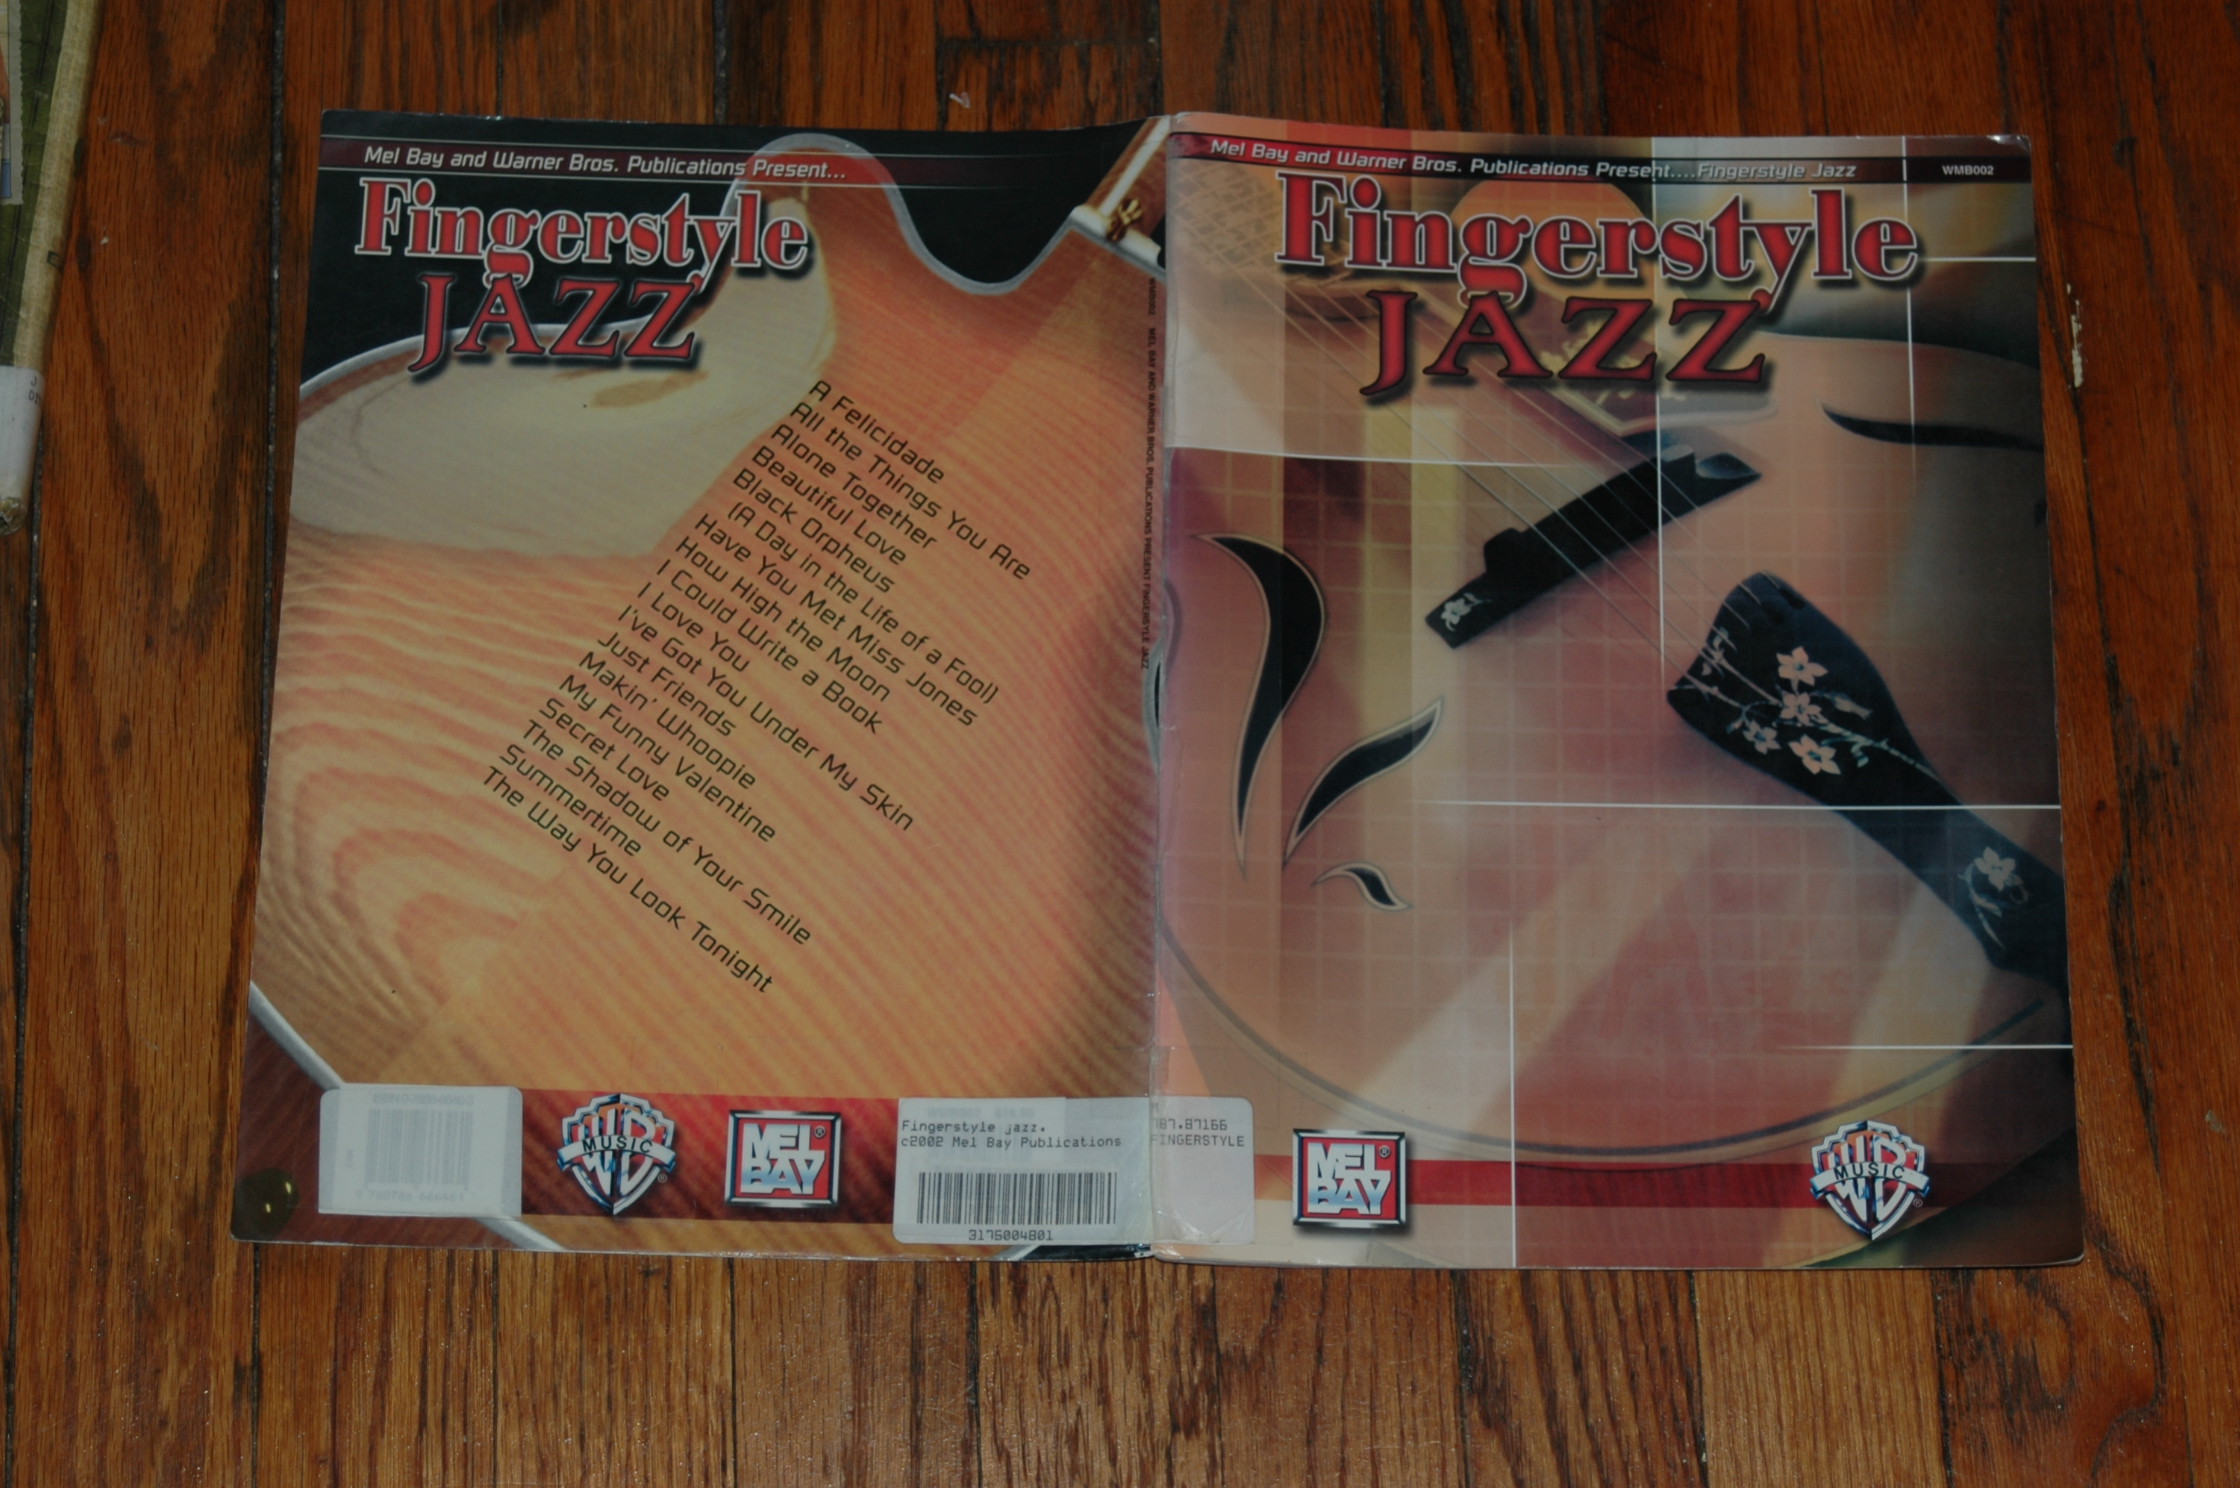 Mel Bay and Warner Bros. Publications Present...
Fingerstyle
JAZZ
A Felicidade
All the Things You Are
Alone Together
Beautiful Love
Black Orpheus
(A Day in the Life of a Fool)
Have You Met Miss Jones
How High the Moon
I Could Write a Book
I Love You
I've Got You Under My Skin
Just Friends
Makin' Whoopie
My Funny Valentine
Secret Love
The Shadow of Your Smile
Summertime
The Way You Look Tonight
WB
MUSIC
®
MEL
BAY
®
Fingerstyle jazz.
c2002 Mel Bay Publications
3175004801
WMB002 MEL BAY AND WARNER BROS. PUBLICATIONS PRESENT FINGERSTYLE JAZZ
Mel Bay and Warner Bros. Publications Present....Fingerstyle Jazz
WMB002
Fingerstyle
JAZZ
787.87166
FINGERSTYLE
MEL
BAY
®
WB
MUSIC
®